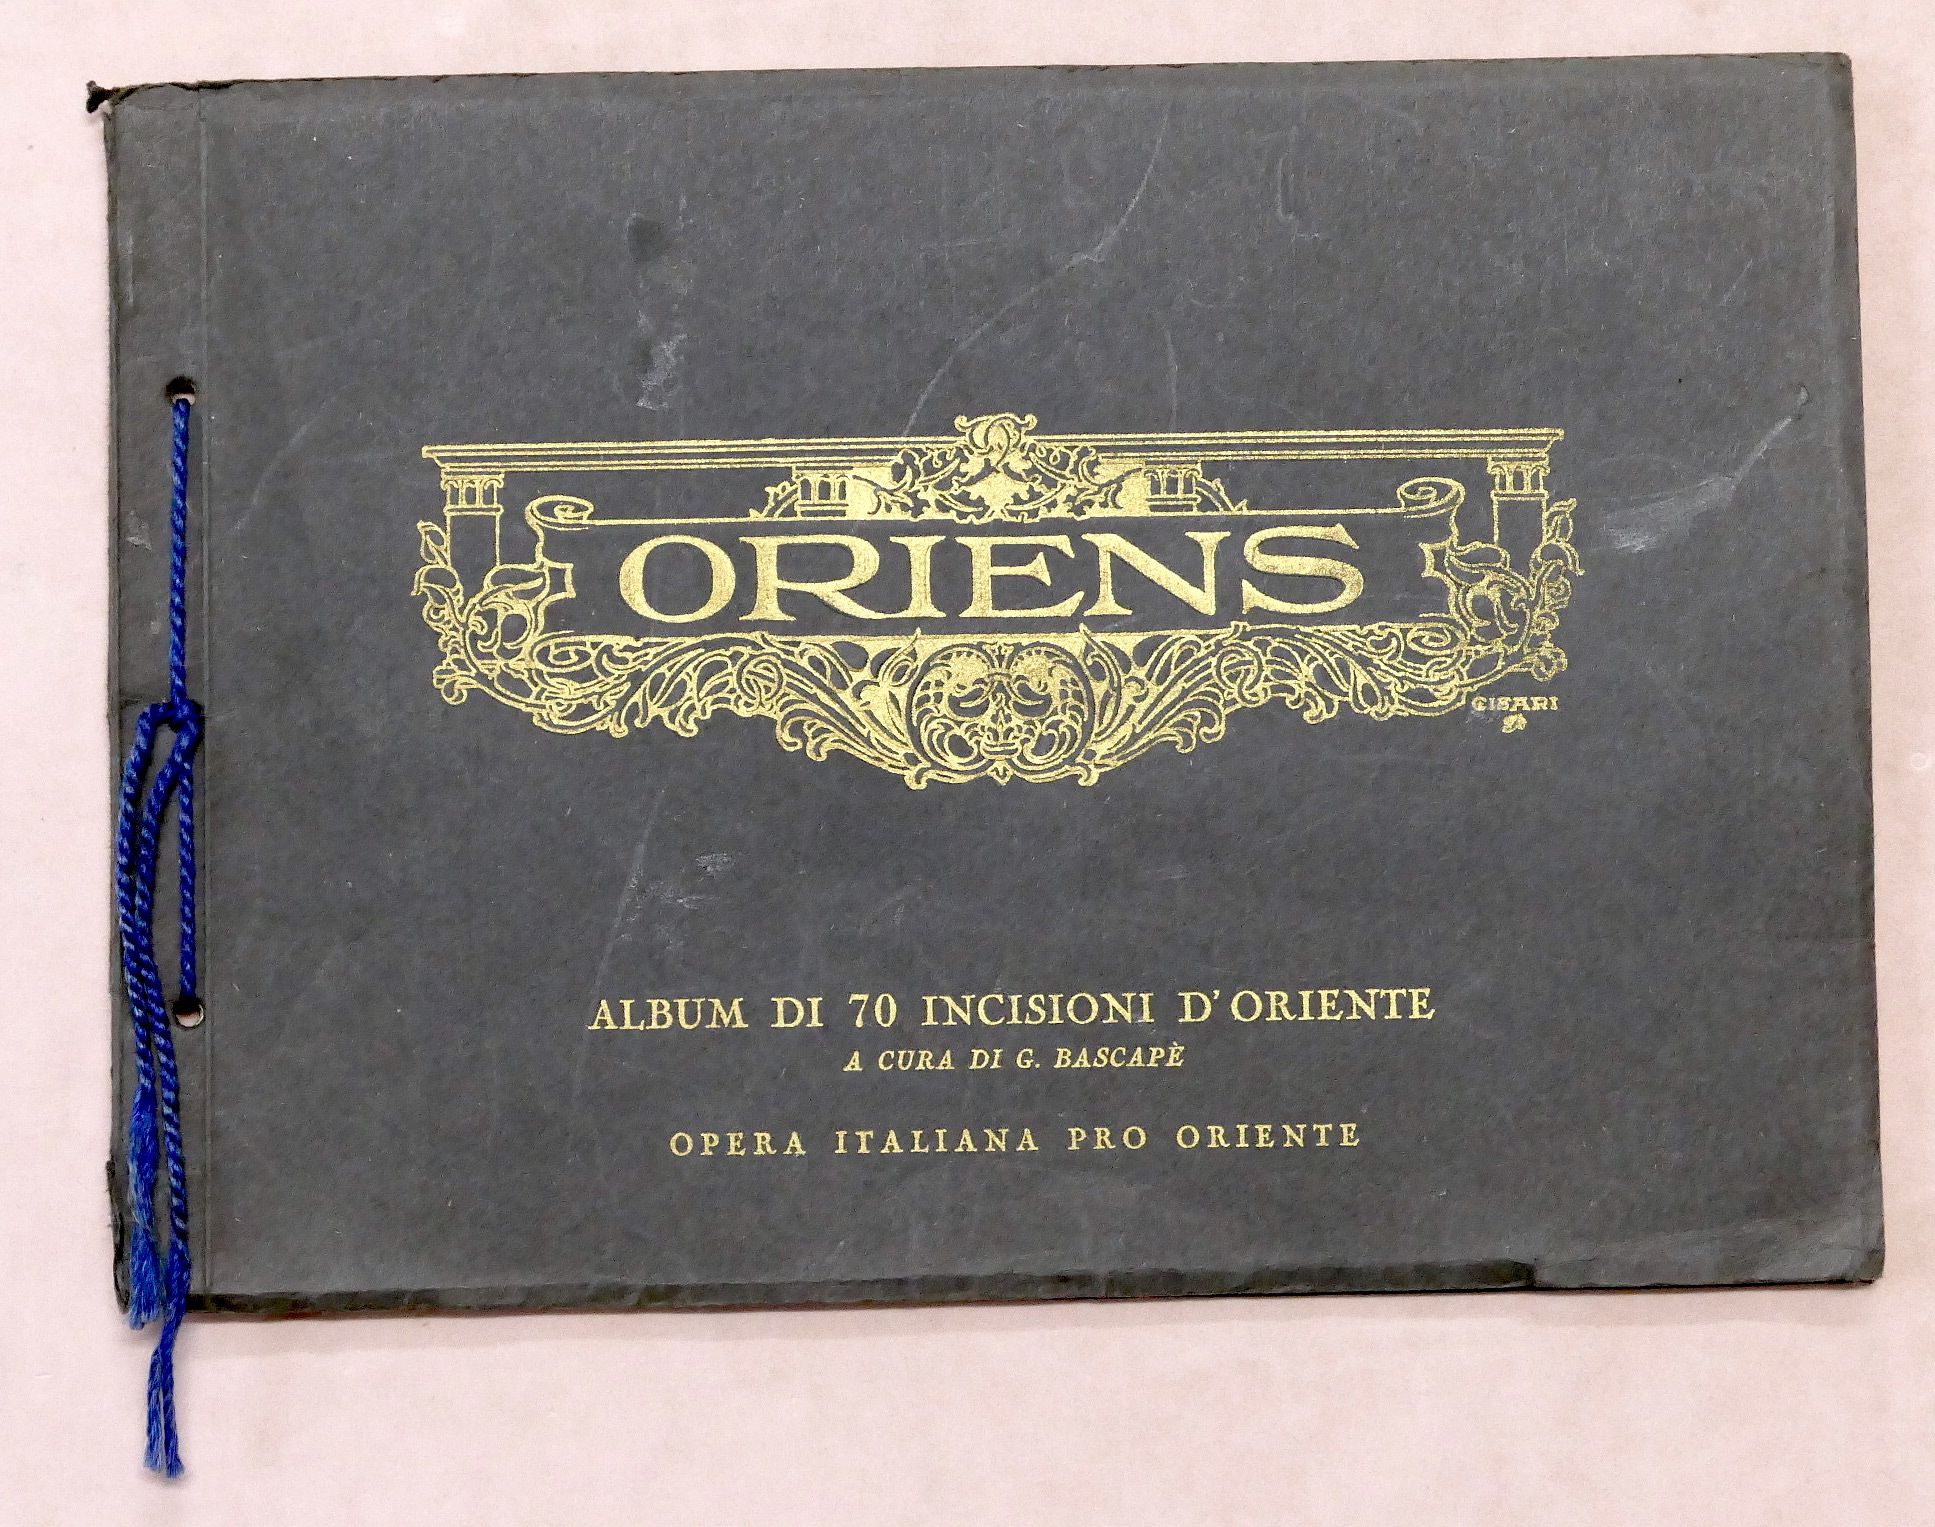 ORIENS
CISARI
ALBUM DI 70 INCISIONI D'ORIENTE
A CURA DI G. BASCAPÈ
OPERA ITALIANA PRO ORIENTE